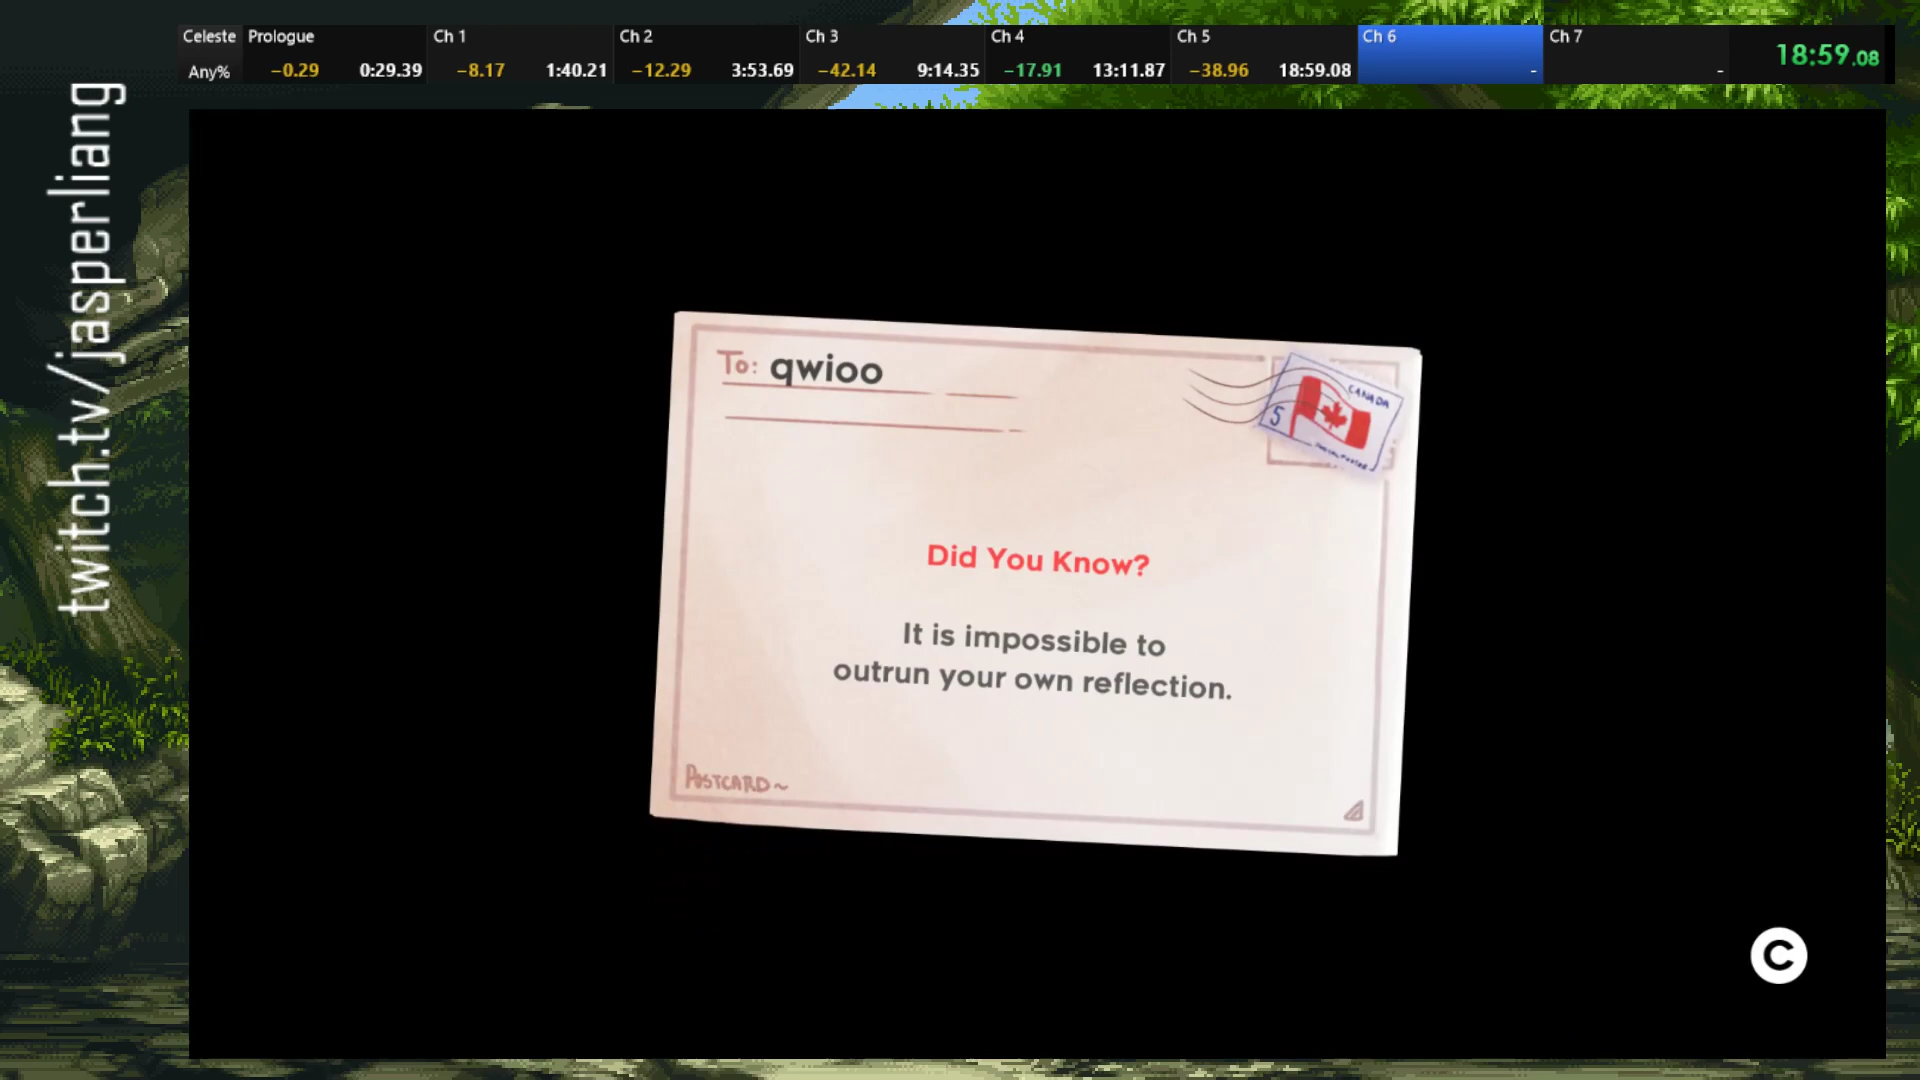 Celeste
Any%
Prologue
−0.29 0:29.39
Ch 1
−8.17 1:40.21
Ch 2
−12.29 3:53.69
Ch 3
−42.14 9:14.35
Ch 4
−17.91 13:11.87
Ch 5
−38.96 18:59.08
Ch 6
-
Ch 7
-
18:59.08
twitch.tv/jasperliang
To: qwioo
CANADA
5
Did You Know?
It is impossible to
outrun your own reflection.
POSTCARD~
C